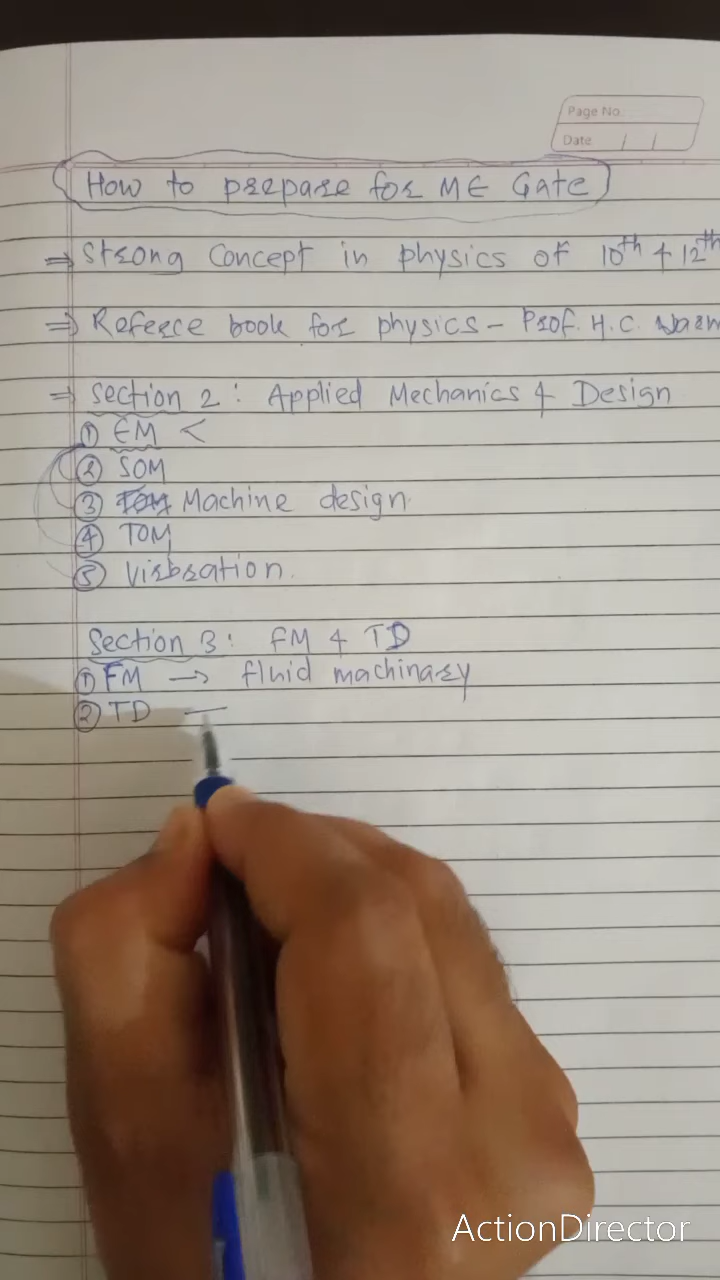 Page No
Date / /
How to prepare for ME Gate
⇒ Strong Concept in physics of 10th & 12th
⇒ Referce book for physics - Prof. H.C.
⇒ Section 2 : Applied Mechanics & Design
① EM <
② SOM
③ Machine design
④ TOM
⑤ Virbration.
Section 3 : FM & TD
① FM → fluid machinary
② TD —
ActionDirector